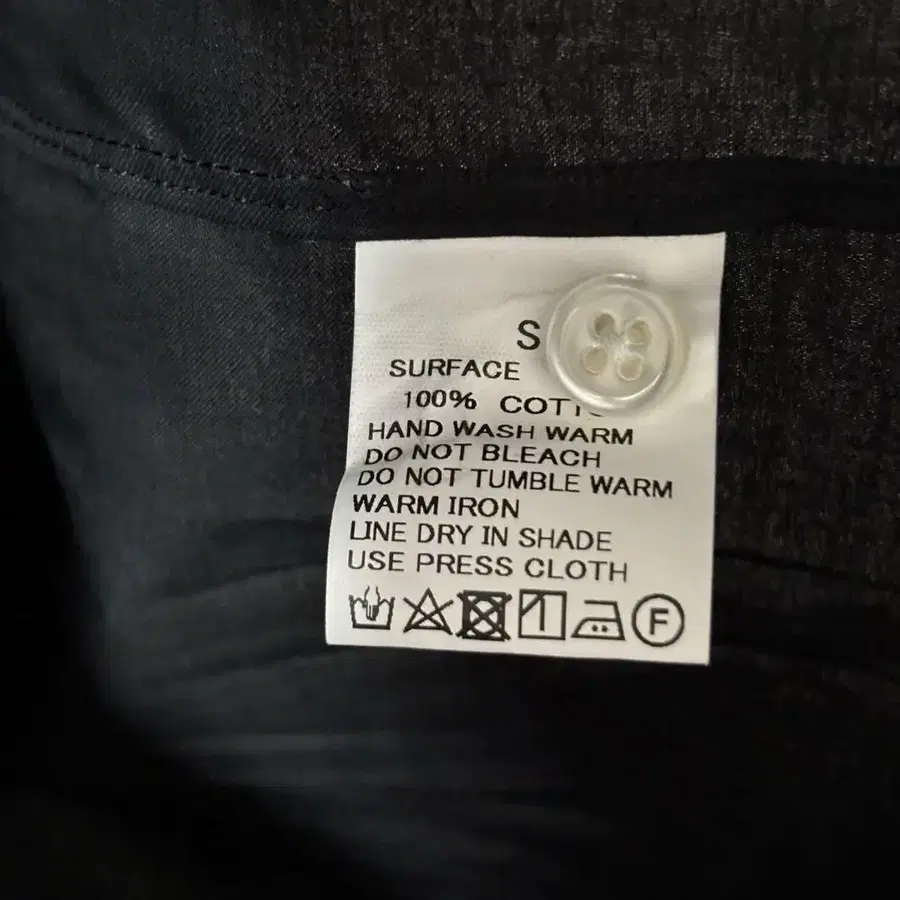 S
SURFACE
100%
HAND WASH WARM
DO NOT BLEACH
DO NOT TUMBLE WARM
WARM IRON
LINE DRY IN SHADE
USE PRESS CLOTH
F